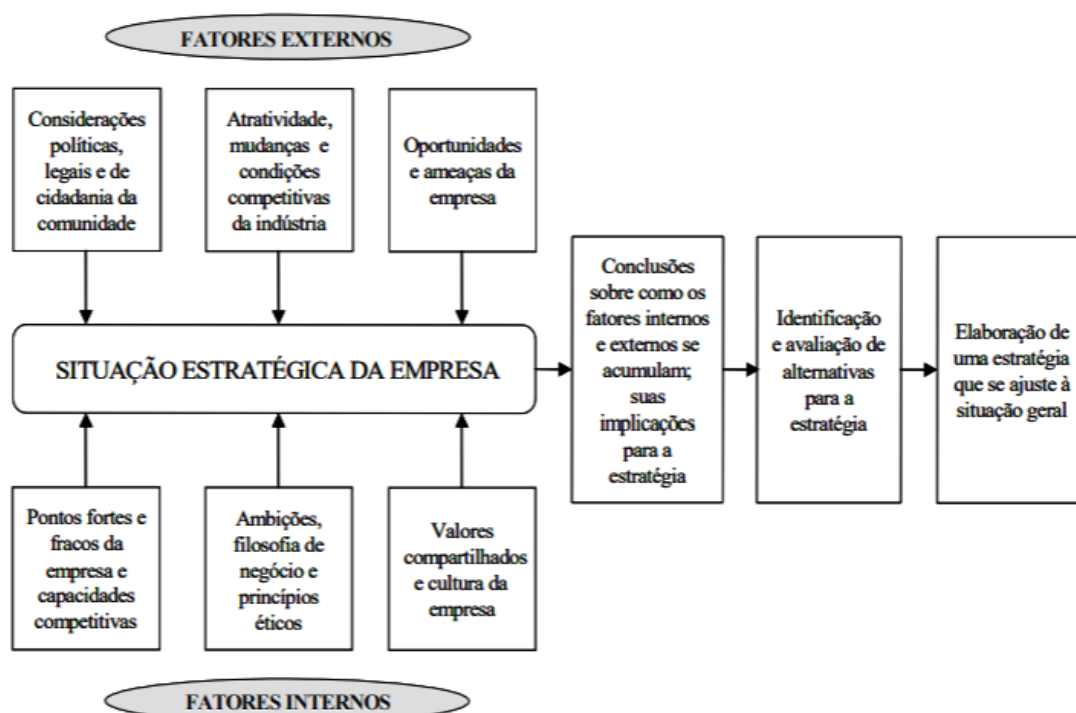 FATORES EXTERNOS
Considerações
políticas,
legais e de
cidadania da
comunidade
Atratividade,
mudanças e
condições
competitivas
da indústria
Oportunidades
e ameaças da
empresa
SITUAÇÃO ESTRATÉGICA DA EMPRESA
Conclusões
sobre como os
fatores internos
e externos se
acumulam;
suas
implicações
para a
estratégia
Identificação
e avaliação de
alternativas
para a
estratégia
Elaboração de
uma estratégia
que se ajuste à
situação geral
Pontos fortes e
fracos da
empresa e
capacidades
competitivas
Ambições,
filosofia de
negócio e
princípios
éticos
Valores
compartilhados
e cultura da
empresa
FATORES INTERNOS